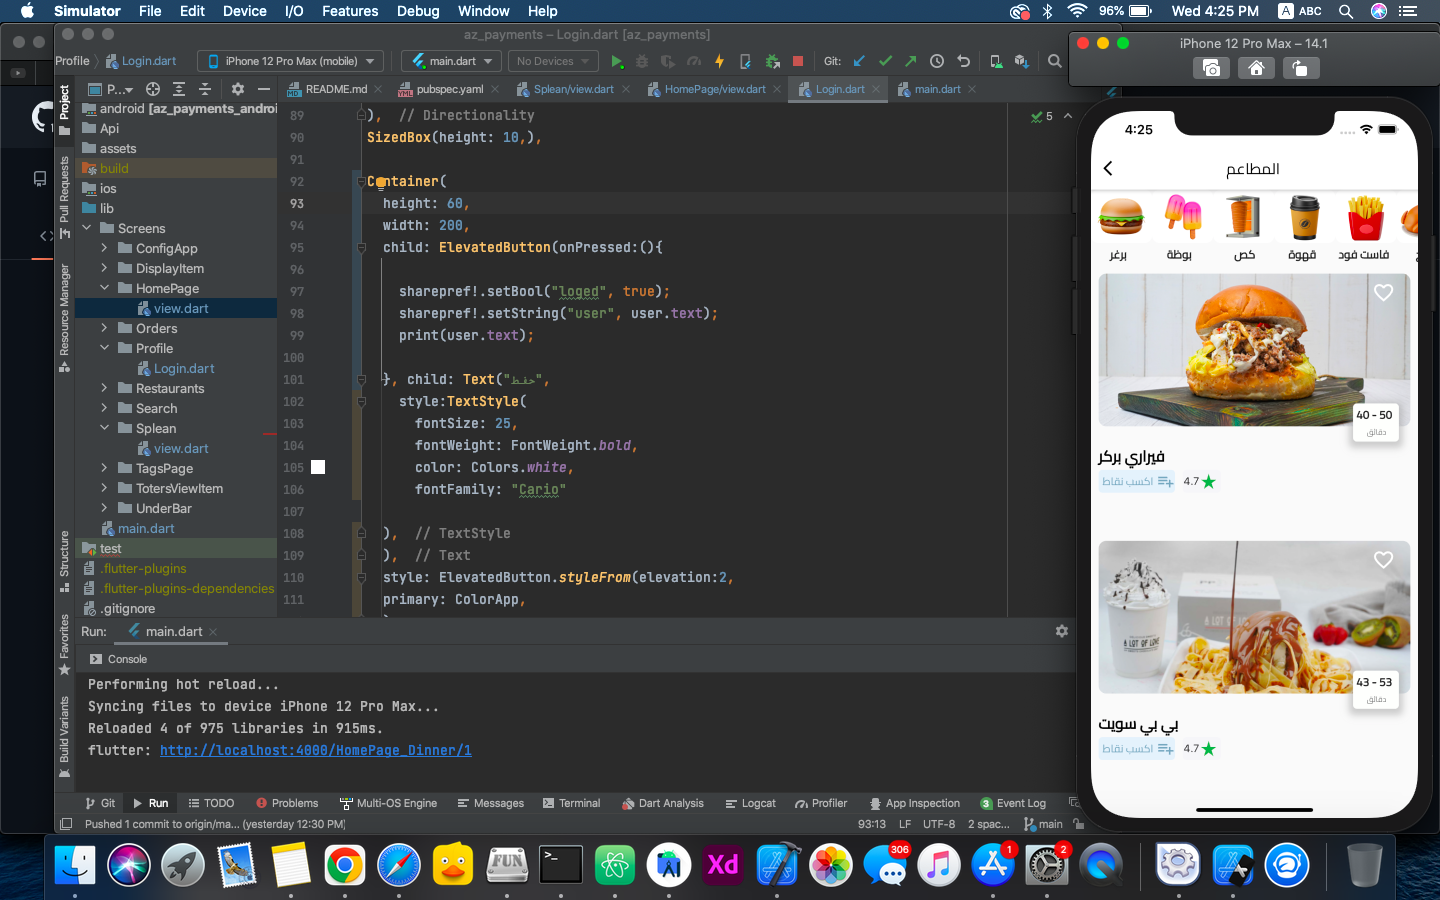 Simulator File Edit Device I/O Features Debug Window Help 96% Wed 4:25 PM A ABC
az_payments – Login.dart [az_payments]
iPhone 12 Pro Max – 14.1
Profile Login.dart iPhone 12 Pro Max (mobile) main.dart No Devices Git:
Project
Pull Requests
Resource Manager
Structure
Favorites
Build Variants
P...
README.md pubspec.yaml Splean/view.dart HomePage/view.dart Login.dart main.dart
android [az_payments_android
Api
assets
build
ios
lib
Screens
ConfigApp
DisplayItem
HomePage
view.dart
Orders
Profile
Login.dart
Restaurants
Search
Splean
view.dart
TagsPage
TotersViewItem
UnderBar
main.dart
test
.flutter-plugins
.flutter-plugins-dependencies
.gitignore
5
89 ), // Directionality
90 SizedBox(height: 10,),
91
92 Container(
93 height: 60,
94 width: 200,
95 child: ElevatedButton(onPressed:(){
96
97 sharepref!.setBool("loged", true);
98 sharepref!.setString("user", user.text);
99 print(user.text);
100
101 }, child: Text("حفظ",
102 style:TextStyle(
103 fontSize: 25,
104 fontWeight: FontWeight.bold,
105 color: Colors.white,
106 fontFamily: "Cario"
107
108 ), // TextStyle
109 ), // Text
110 style: ElevatedButton.styleFrom(elevation:2,
111 primary: ColorApp,
Run: main.dart
Console
Performing hot reload...
Syncing files to device iPhone 12 Pro Max...
Reloaded 4 of 975 libraries in 915ms.
flutter: http://localhost:4000/HomePage_Dinner/1
Git Run TODO Problems Multi-OS Engine Messages Terminal Dart Analysis Logcat Profiler App Inspection 3 Event Log
Pushed 1 commit to origin/ma... (yesterday 12:30 PM) 93:13 LF UTF-8 2 spac... main
4:25
المطاعم
برغر بوظة كص قهوة فاست فود
40 - 50
دقائق
فيراري بركر
اكسب نقاط 4.7
A LOT OF LOVE
43 - 53
دقائق
بي بي سويت
اكسب نقاط 4.7
FUN
>_
Xd
306
1
2